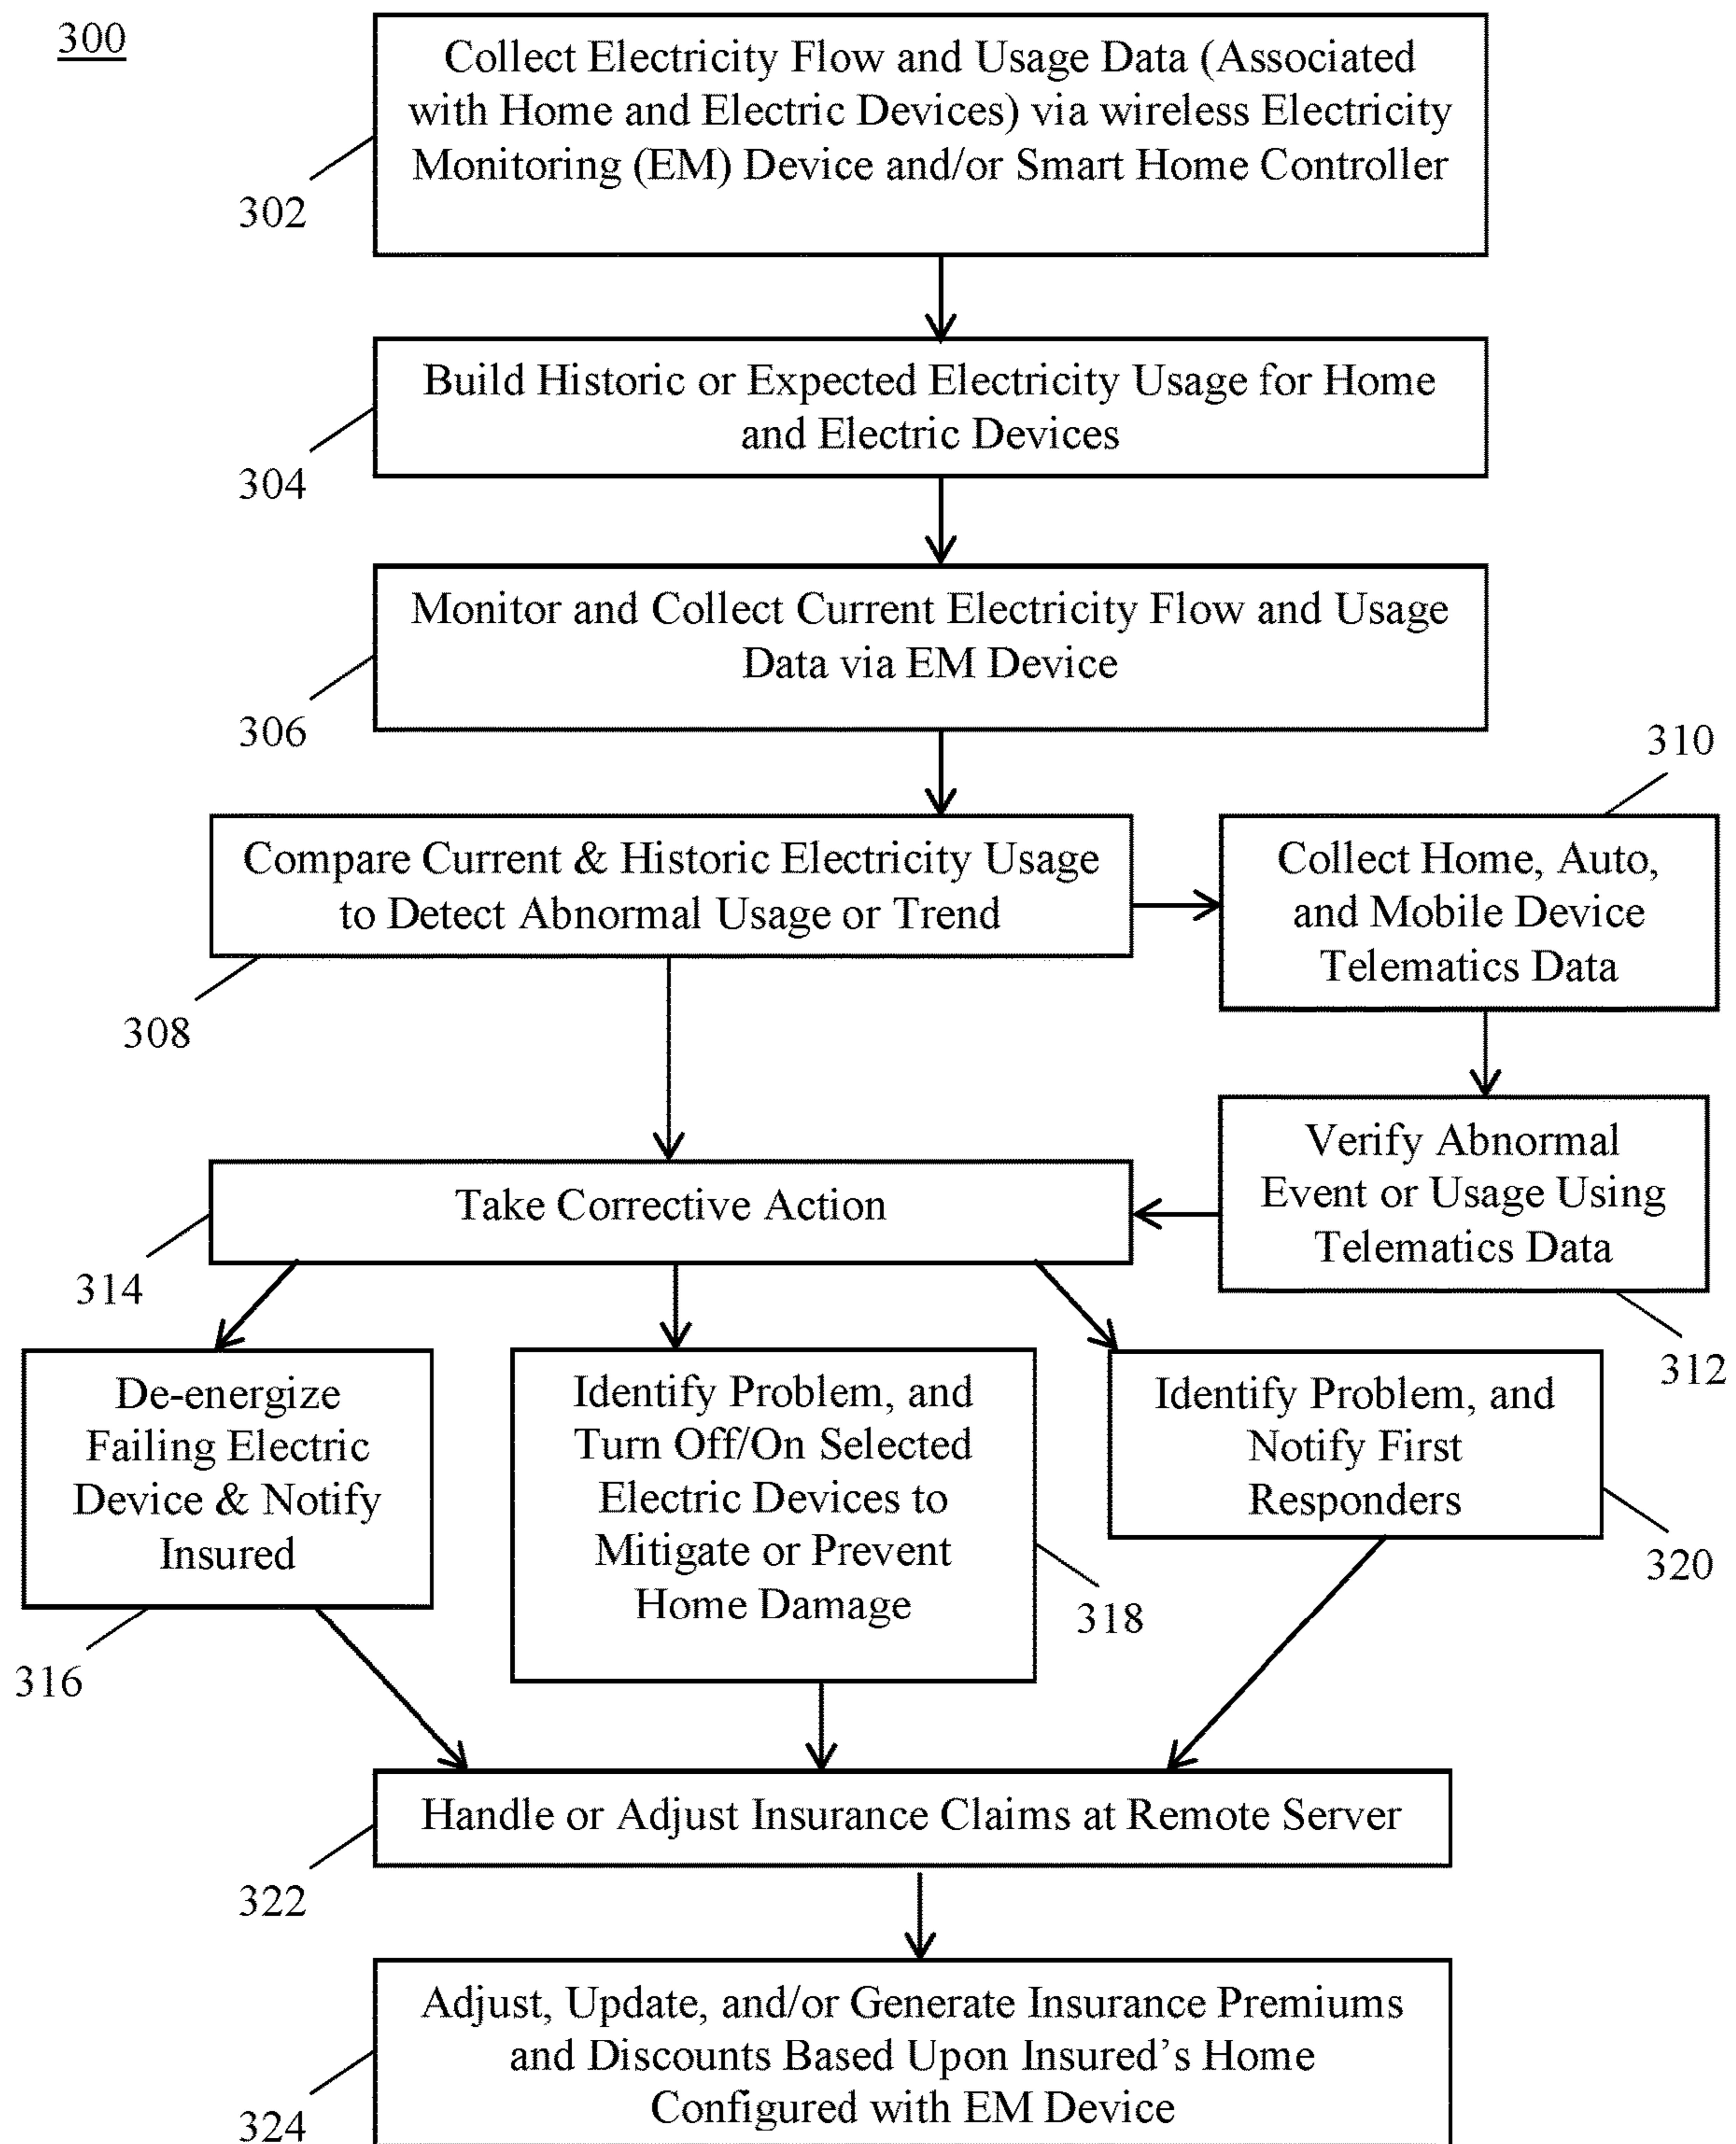 300
Collect Electricity Flow and Usage Data (Associated
with Home and Electric Devices) via wireless Electricity
Monitoring (EM) Device and/or Smart Home Controller
302
Build Historic or Expected Electricity Usage for Home
and Electric Devices
304
Monitor and Collect Current Electricity Flow and Usage
Data via EM Device
306
310
Compare Current & Historic Electricity Usage
to Detect Abnormal Usage or Trend
308
Collect Home, Auto,
and Mobile Device
Telematics Data
Verify Abnormal
Event or Usage Using
Telematics Data
312
Take Corrective Action
314
De-energize
Failing Electric
Device & Notify
Insured
316
Identify Problem, and
Turn Off/On Selected
Electric Devices to
Mitigate or Prevent
Home Damage
318
Identify Problem, and
Notify First
Responders
320
Handle or Adjust Insurance Claims at Remote Server
322
Adjust, Update, and/or Generate Insurance Premiums
and Discounts Based Upon Insured's Home
Configured with EM Device
324